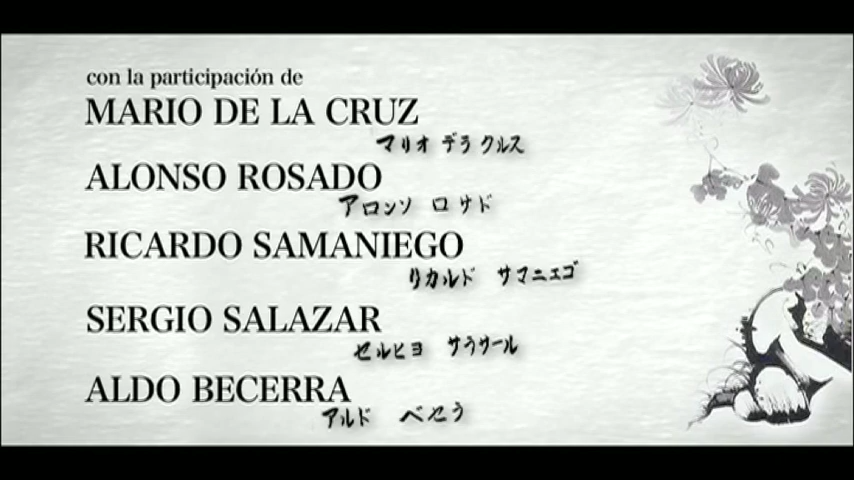 con la participación de
MARIO DE LA CRUZ
マリオ デラ クルス
ALONSO ROSADO
アロンソ ロサド
RICARDO SAMANIEGO
リカルド サマニエゴ
SERGIO SALAZAR
セルヒヨ サラサール
ALDO BECERRA
アルド ベセラ